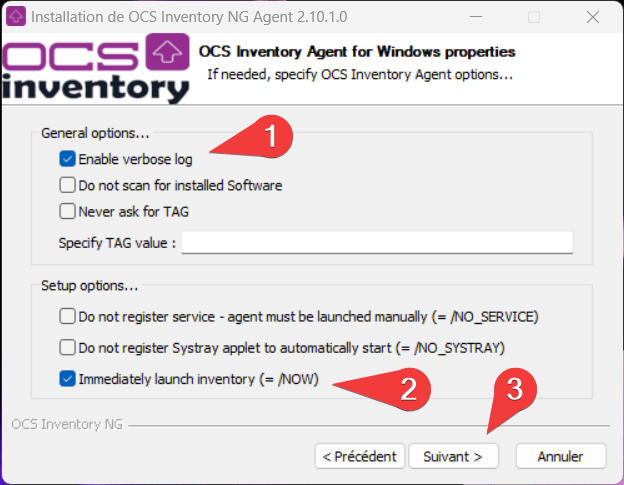 Installation de OCS Inventory NG Agent 2.10.1.0
OCS
inventory
OCS Inventory Agent for Windows properties
If needed, specify OCS Inventory Agent options...
General options...
1
Enable verbose log
Do not scan for installed Software
Never ask for TAG
Specify TAG value :
Setup options...
Do not register service - agent must be launched manually (= /NO_SERVICE)
Do not register Systray applet to automatically start (= /NO_SYSTRAY)
Immediately launch inventory (= /NOW)
2
3
OCS Inventory NG
< Précédent
Suivant >
Annuler